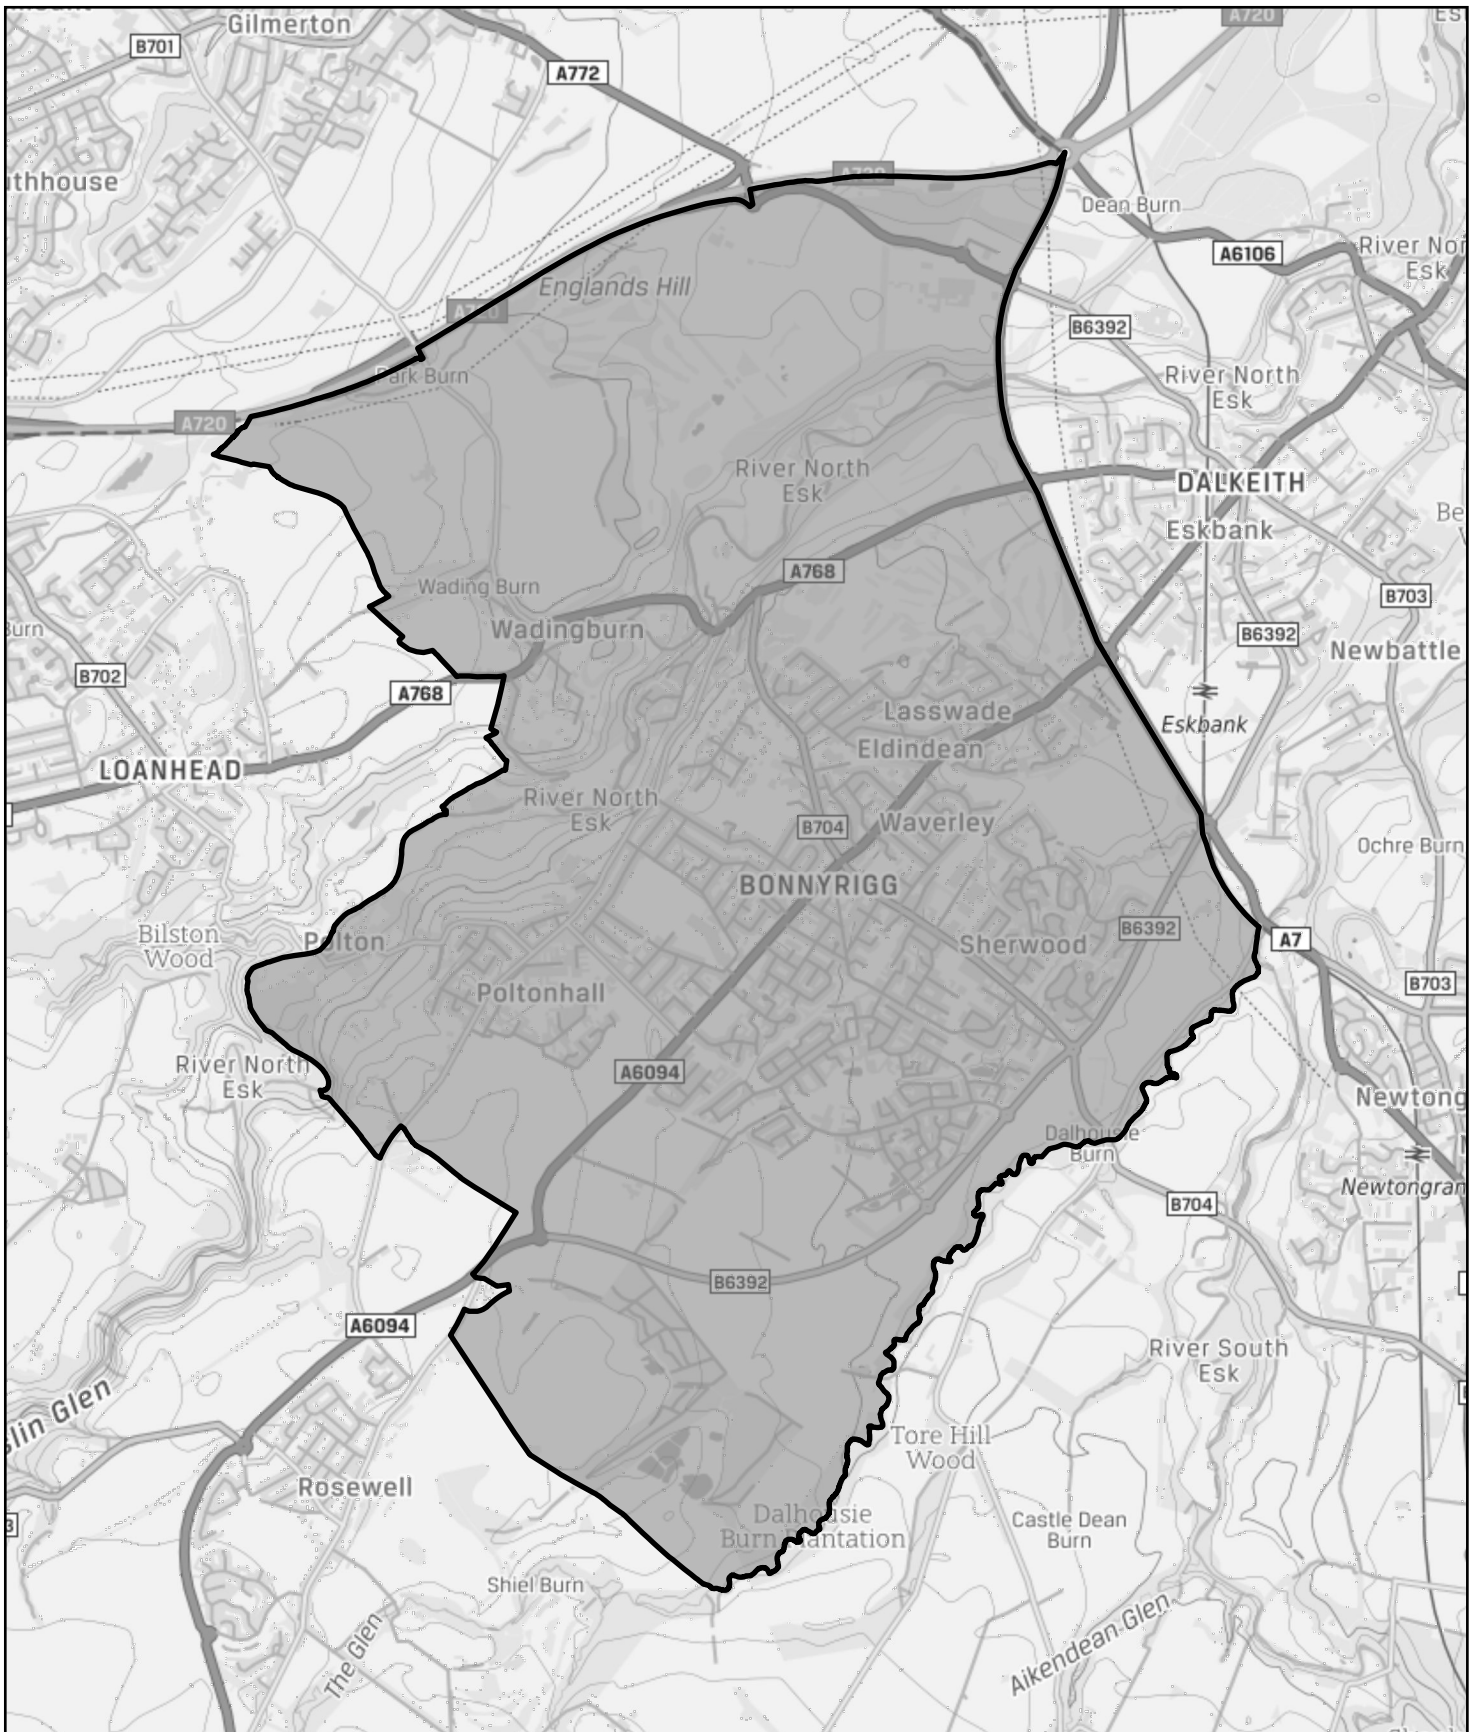 Gilmerton
B701
A720
A772
Dean Burn
A6106
River Nor
Esk
Englands Hill
B6392
Park Burn
River North
Esk
A720
River North
Esk
DALKEITH
Eskbank
A768
Wading Burn
B703
Wadingburn
B6392
Newbattle
B702
A768
Lasswade
Eskbank
Eldindean
LOANHEAD
River North
Esk
B704
Waverley
Ochre Burn
BONNYRIGG
Bilston
Wood
Polton
Sherwood
B6392
A7
B703
Poltonhall
River North
Esk
A6094
Newtong
Dalhousie
Burn
Newtongran
B704
B6392
A6094
River South
Esk
slin Glen
Tore Hill
Wood
Rosewell
Dalhousie
Burn Plantation
Castle Dean
Burn
Shiel Burn
The Glen
Aikendean Glen